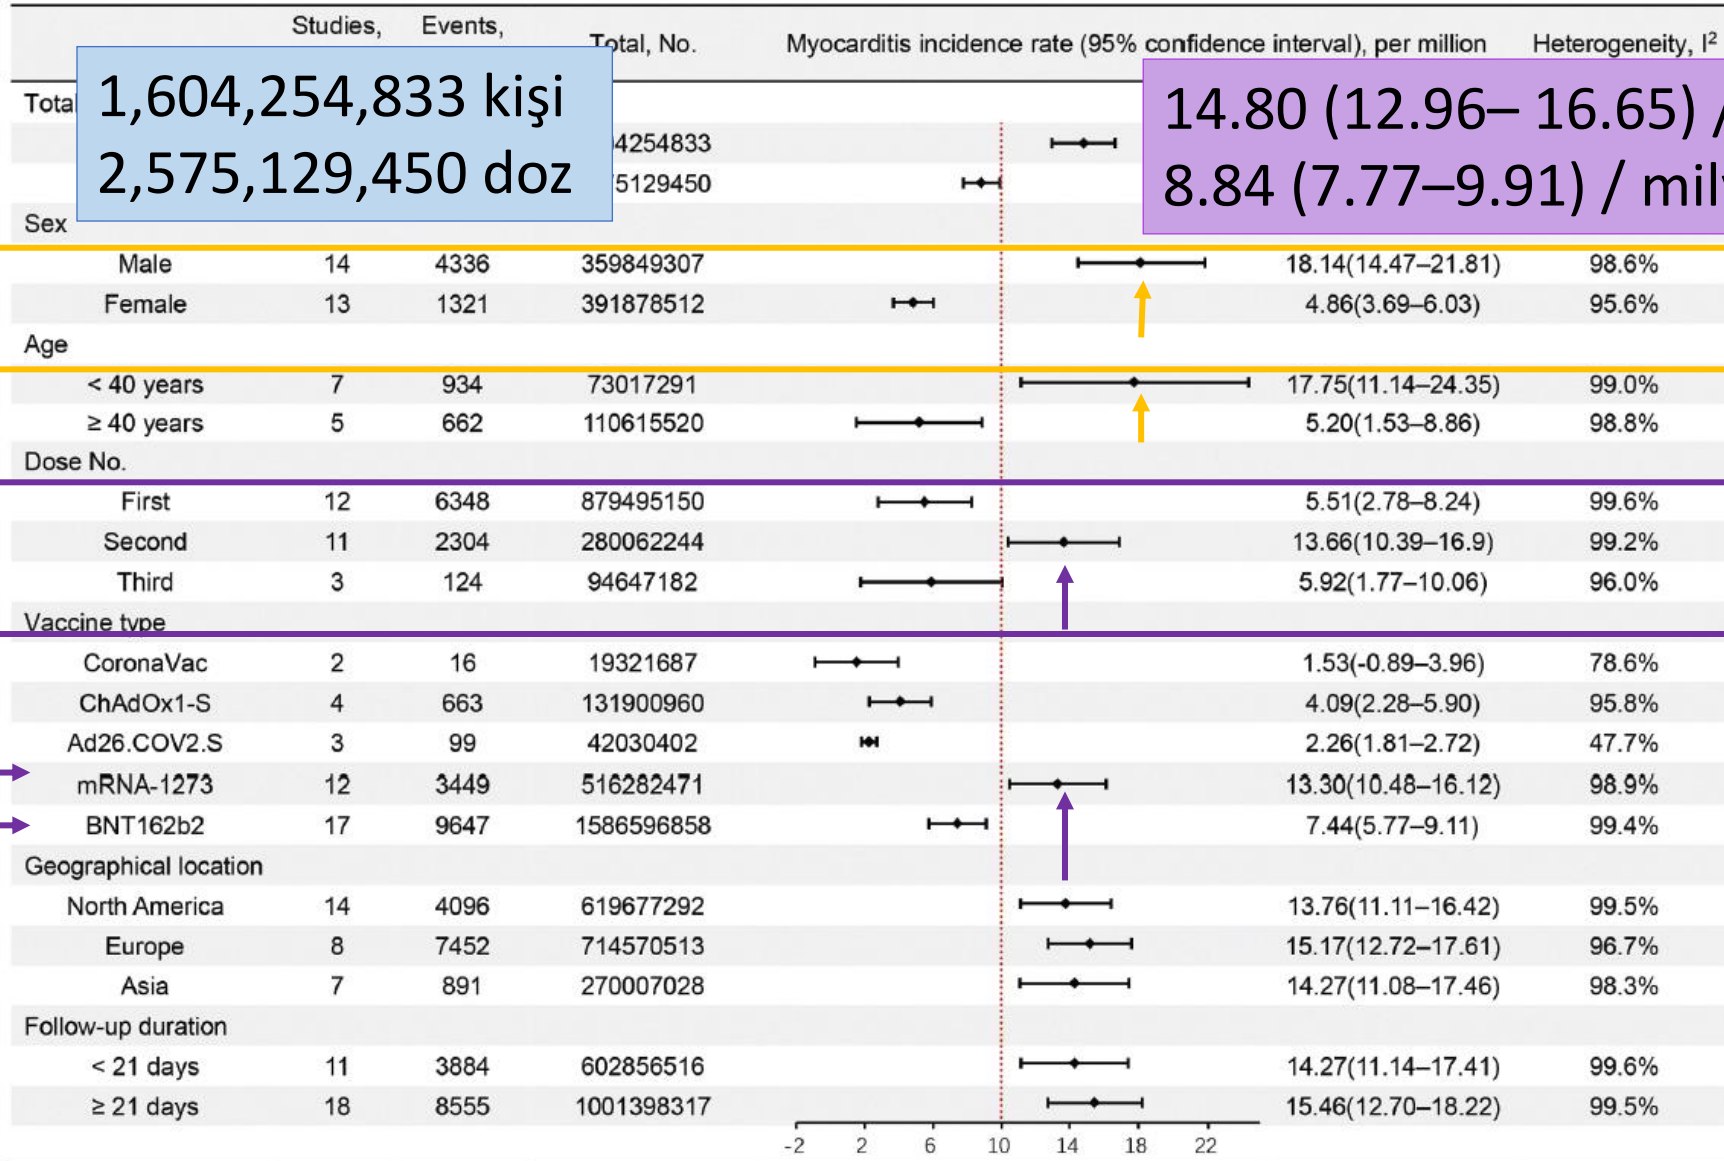 Studies, Events, Total, No. Myocarditis incidence rate (95% confidence interval), per million Heterogeneity, I²
1,604,254,833 kişi
2,575,129,450 doz
14.80 (12.96– 16.65) /
8.84 (7.77–9.91) /
Total
4254833
5129450
Sex
Male 14 4336 359849307 18.14(14.47–21.81) 98.6%
Female 13 1321 391878512 4.86(3.69–6.03) 95.6%
Age
< 40 years 7 934 73017291 17.75(11.14–24.35) 99.0%
≥ 40 years 5 662 110615520 5.20(1.53–8.86) 98.8%
Dose No.
First 12 6348 879495150 5.51(2.78–8.24) 99.6%
Second 11 2304 280062244 13.66(10.39–16.9) 99.2%
Third 3 124 94647182 5.92(1.77–10.06) 96.0%
Vaccine type
CoronaVac 2 16 19321687 1.53(-0.89–3.96) 78.6%
ChAdOx1-S 4 663 131900960 4.09(2.28–5.90) 95.8%
Ad26.COV2.S 3 99 42030402 2.26(1.81–2.72) 47.7%
mRNA-1273 12 3449 516282471 13.30(10.48–16.12) 98.9%
BNT162b2 17 9647 1586596858 7.44(5.77–9.11) 99.4%
Geographical location
North America 14 4096 619677292 13.76(11.11–16.42) 99.5%
Europe 8 7452 714570513 15.17(12.72–17.61) 96.7%
Asia 7 891 270007028 14.27(11.08–17.46) 98.3%
Follow-up duration
< 21 days 11 3884 602856516 14.27(11.14–17.41) 99.6%
≥ 21 days 18 8555 1001398317 15.46(12.70–18.22) 99.5%
-2 2 6 10 14 18 22